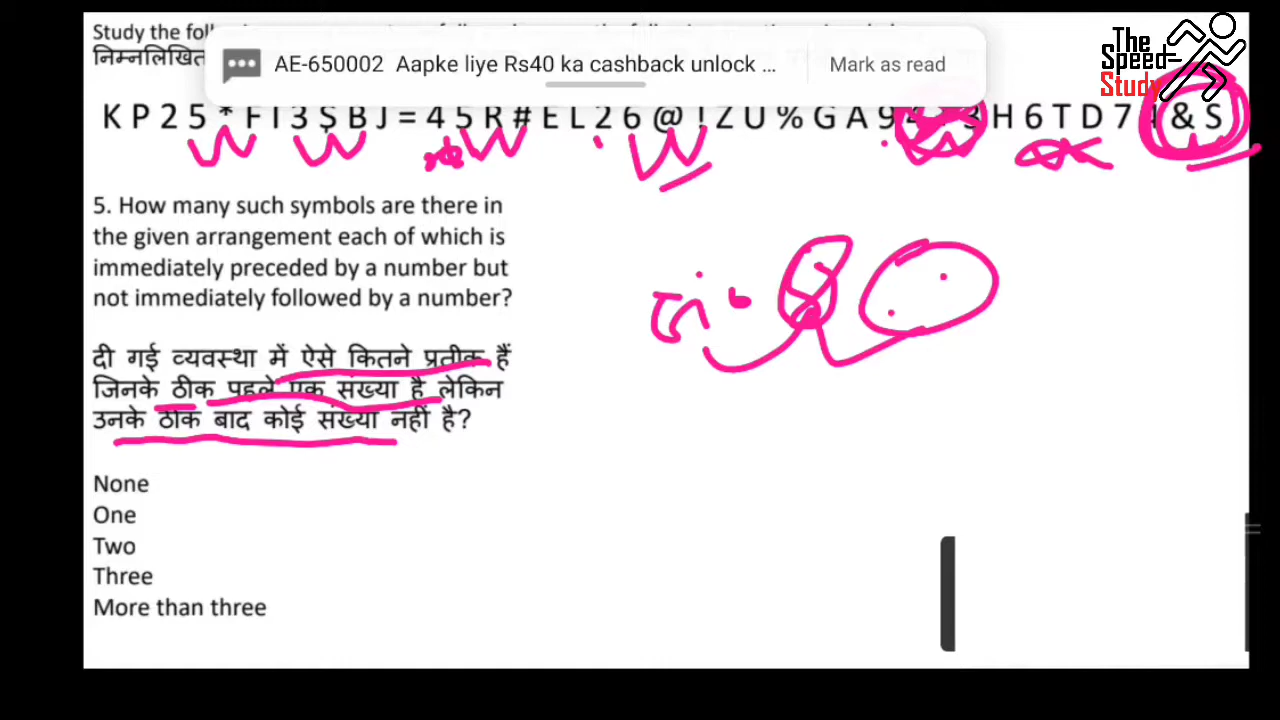 Study the
निम्नलिखित
AE-650002 Aapke liye Rs40 ka cashback unlock ...
Mark as read
The
Speed
Study
K P 2 5 * F I 3 $ B J = 4 5 R # E L 2 6 @ ! Z U % G A 9 3 H 6 T D 7 & S
5. How many such symbols are there in
the given arrangement each of which is
immediately preceded by a number but
not immediately followed by a number?
दी गई व्यवस्था में ऐसे कितने प्रतीक हैं
जिनके ठीक पहले एक संख्या है लेकिन
उनके ठीक बाद कोई संख्या नहीं है?
None
One
Two
Three
More than three